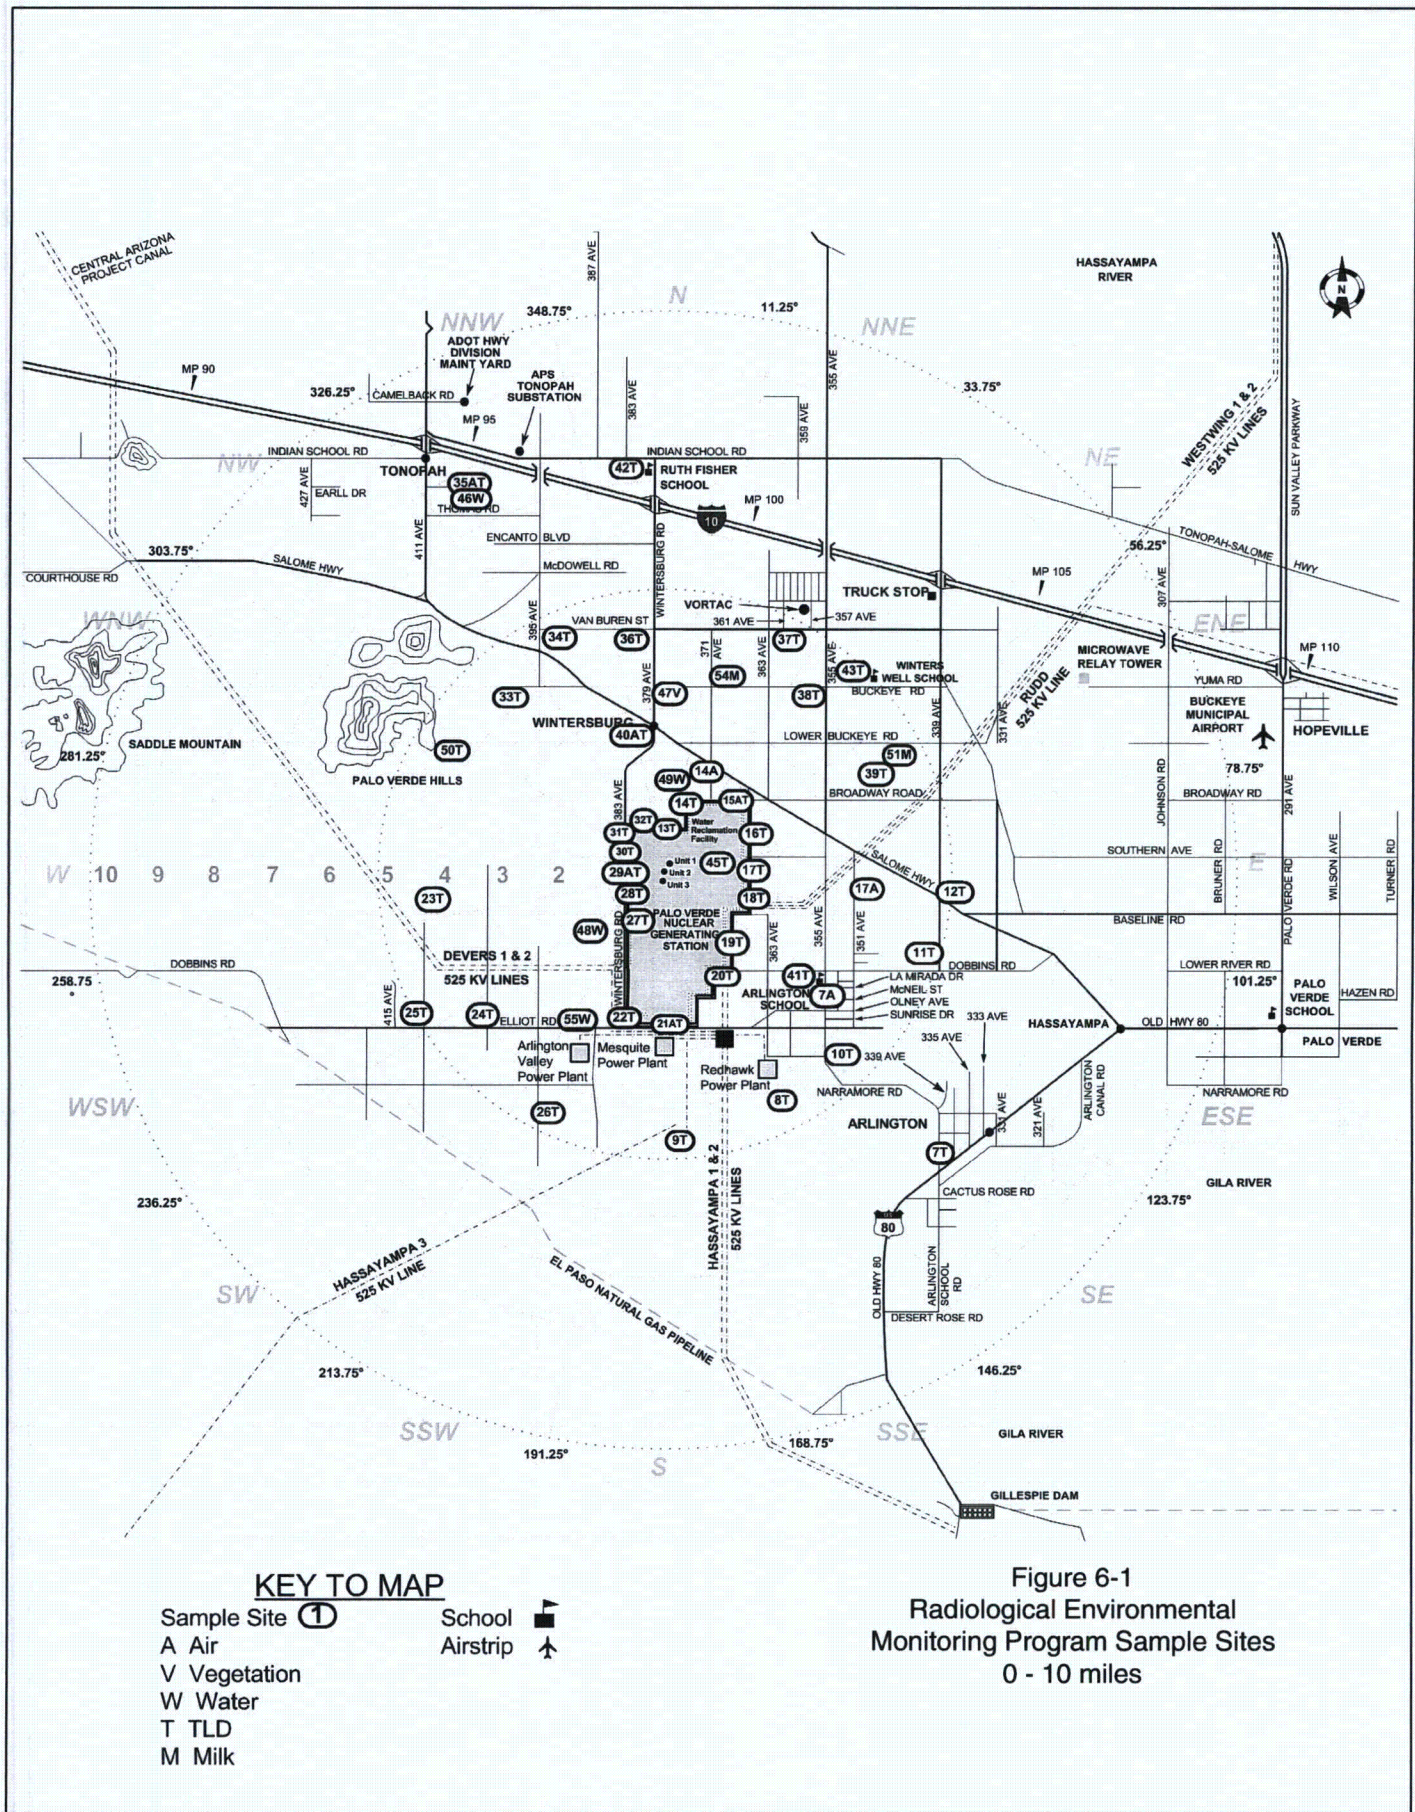 CENTRAL ARIZONA
PROJECT CANAL
387 AVE
HASSAYAMPA
RIVER
N
N
348.75°
11.25°
NNW
NNE
ADOT HWY
DIVISION
MAINT YARD
355 AVE
MP 90
326.25°
CAMELBACK RD
APS
TONOPAH
SUBSTATION
383 AVE
359 AVE
33.75°
WESTWING 1 & 2
525 KV LINES
SUN VALLEY PARKWAY
MP 95
INDIAN SCHOOL RD
INDIAN SCHOOL RD
NW
NE
TONOPAH
42T
RUTH FISHER
SCHOOL
427 AVE
EARLL DR
35AT
46W
THOMAS RD
MP 100
10
411 AVE
ENCANTO BLVD
WINTERSBURG RD
TONOPAH-SALOME
HWY
56.25°
303.75°
SALOME HWY
McDOWELL RD
COURTHOUSE RD
MP 105
307 AVE
TRUCK STOP
VORTAC
361 AVE
357 AVE
WNW
395 AVE
VAN BUREN ST
ENE
34T
36T
371
AVE
363 AVE
37T
355 AVE
MICROWAVE
RELAY TOWER
MP 110
43T
WINTERS
WELL SCHOOL
RUDD
525 KV LINE
54M
33T
379 AVE
47V
38T
BUCKEYE RD
YUMA RD
339 AVE
331 AVE
BUCKEYE
MUNICIPAL
AIRPORT
HOPEVILLE
WINTERSBURG
40AT
LOWER BUCKEYE RD
SADDLE MOUNTAIN
281.25°
50T
51M
PALO VERDE HILLS
14A
49W
39T
78.75°
383 AVE
14T
15AT
BROADWAY ROAD
JOHNSON RD
BROADWAY RD
291 AVE
32T
13T
Water
Reclamation
Facility
31T
16T
30T
SOUTHERN AVE
BRUNER RD
WILSON AVE
TURNER RD
Unit 1
Unit 2
Unit 3
45T
SALOME HWY
E
W 10 9 8 7 6 5 4 3 2
29AT
17T
23T
28T
18T
17A
12T
PALO VERDE RD
27T
PALO VERDE
NUCLEAR
GENERATING
STATION
BASELINE RD
48W
WINTERSBURG RD
19T
363 AVE
355 AVE
351 AVE
11T
DEVERS 1 & 2
525 KV LINES
DOBBINS RD
DOBBINS RD
LOWER RIVER RD
258.75
20T
41T
LA MIRADA DR
McNEIL ST
OLNEY AVE
SUNRISE DR
101.25°
PALO
VERDE
SCHOOL
HAZEN RD
415 AVE
ARLINGTON
SCHOOL
7A
25T
24T
ELLIOT RD
55W
22T
21AT
333 AVE
335 AVE
HASSAYAMPA
OLD HWY 80
PALO VERDE
Arlington
Valley
Power Plant
Mesquite
Power Plant
Redhawk
Power Plant
10T
339 AVE
ARLINGTON
CANAL RD
NARRAMORE RD
NARRAMORE RD
WSW
ESE
26T
8T
ARLINGTON
331 AVE
321 AVE
9T
7T
HASSAYAMPA 1 & 2
525 KV LINES
CACTUS ROSE RD
GILA RIVER
236.25°
123.75°
80
HASSAYAMPA 3
525 KV LINE
EL PASO NATURAL GAS PIPELINE
OLD HWY 80
ARLINGTON
SCHOOL
RD
SW
SE
DESERT ROSE RD
213.75°
146.25°
SSW
SSE
191.25°
168.75°
GILA RIVER
S
GILLESPIE DAM
KEY TO MAP
Sample Site 1
School
A Air
Airstrip
V Vegetation
W Water
T TLD
M Milk
Figure 6-1
Radiological Environmental
Monitoring Program Sample Sites
0 - 10 miles